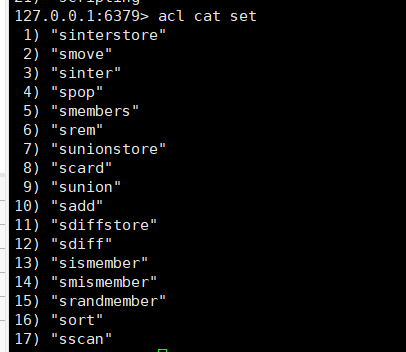 127.0.0.1:6379> acl cat set
1) "sinterstore"
2) "smove"
3) "sinter"
4) "spop"
5) "smembers"
6) "srem"
7) "sunionstore"
8) "scard"
9) "sunion"
10) "sadd"
11) "sdiffstore"
12) "sdiff"
13) "sismember"
14) "smismember"
15) "srandmember"
16) "sort"
17) "sscan"